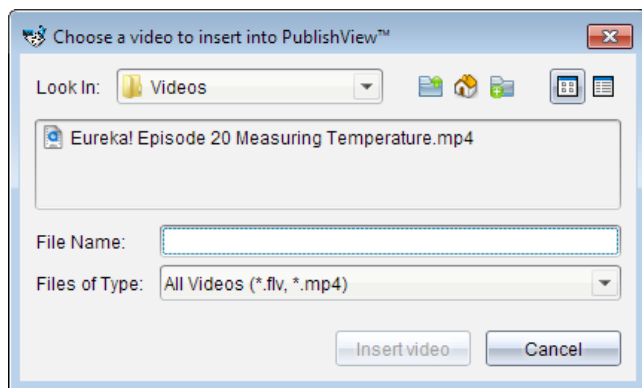 Choose a video to insert into PublishView™
Look In: Videos
Eureka! Episode 20 Measuring Temperature.mp4
File Name:
Files of Type: All Videos (*.flv, *.mp4)
Insert video Cancel